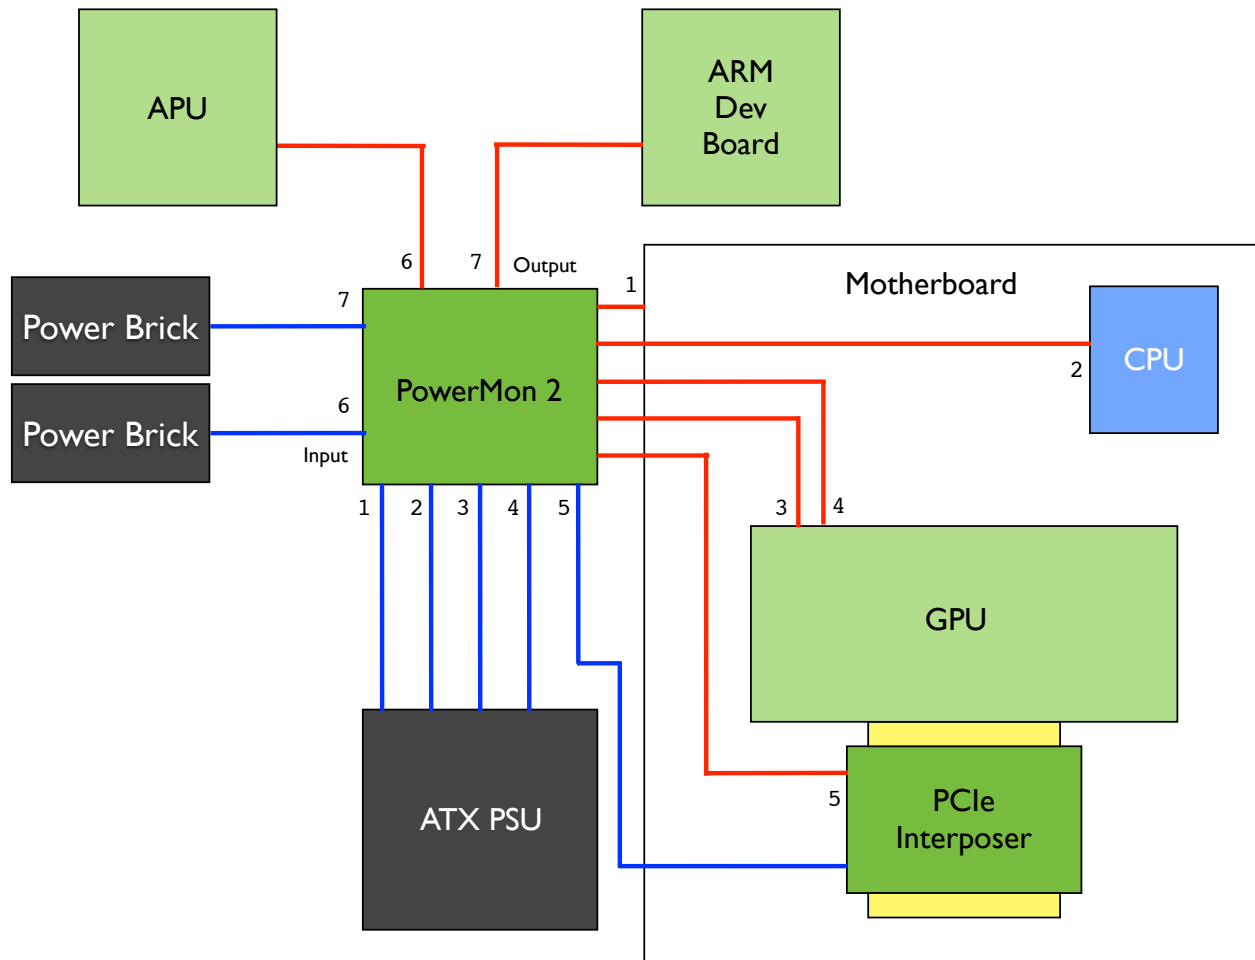 APU
ARM
Dev
Board
6
7
Output
1
Motherboard
7
Power Brick
PowerMon 2
2
CPU
6
Power Brick
Input
1
2
3
4
5
3
4
GPU
ATX PSU
5
PCIe
Interposer